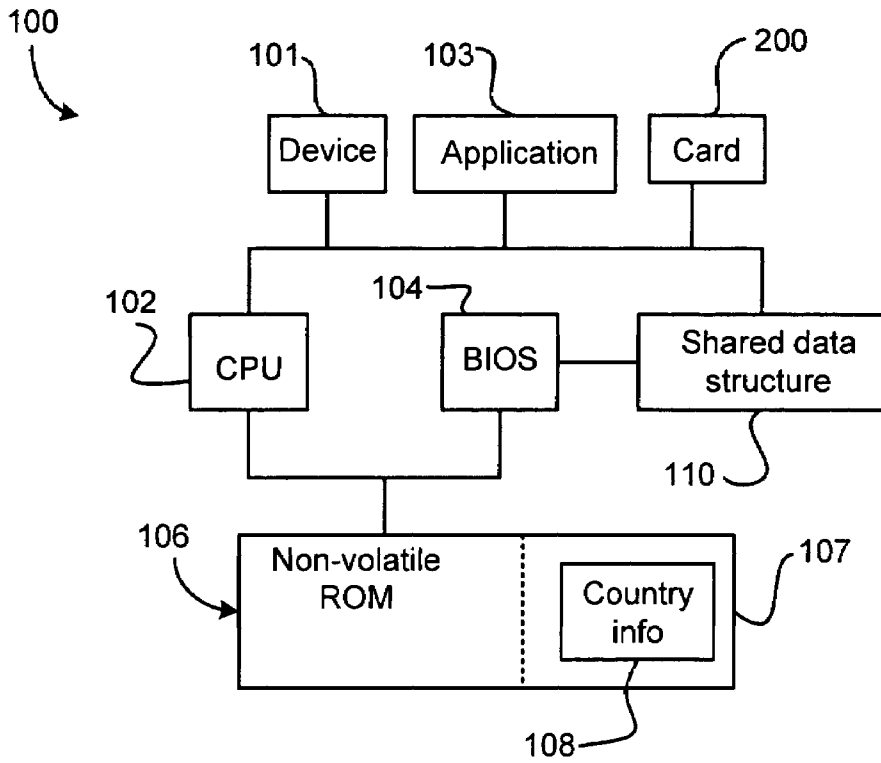 100
101
103
200
Device
Application
Card
102
104
CPU
BIOS
Shared data
structure
110
106
Non-volatile
ROM
107
Country
info
108